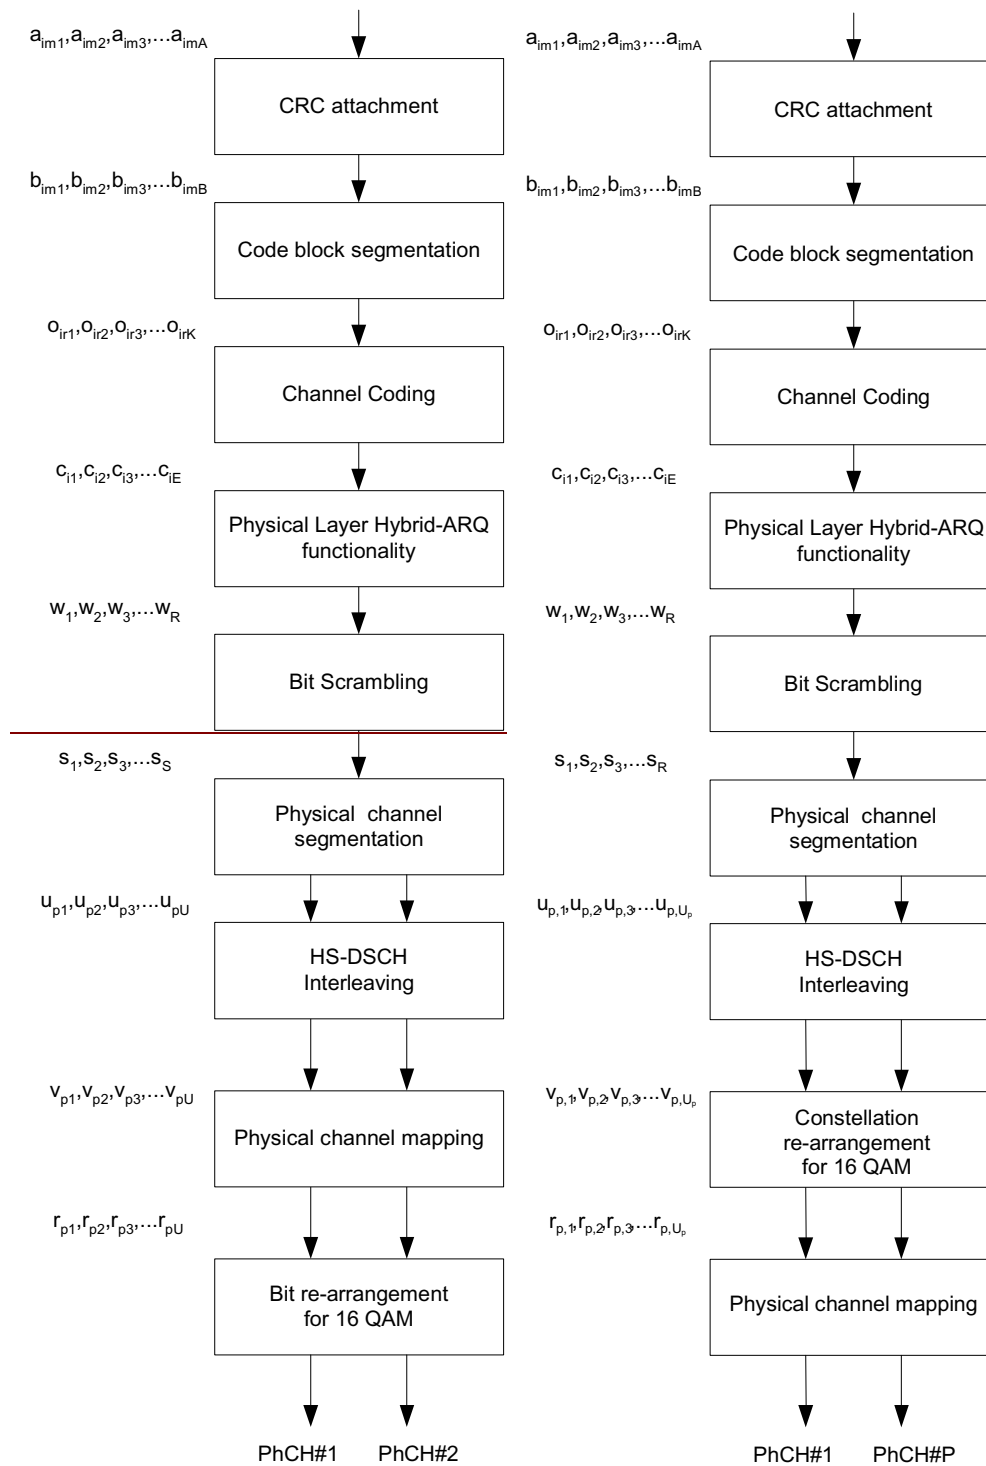 a_im1,a_im2,a_im3,...a_imA
CRC attachment
b_im1,b_im2,b_im3,...b_imB
Code block segmentation
o_ir1,o_ir2,o_ir3,...o_irK
Channel Coding
c_i1,c_i2,c_i3,...c_iE
Physical Layer Hybrid-ARQ
functionality
w_1,w_2,w_3,...w_R
Bit Scrambling
s_1,s_2,s_3,...s_S
Physical channel
segmentation
u_p1,u_p2,u_p3,...u_pU
HS-DSCH
Interleaving
v_p1,v_p2,v_p3,...v_pU
Physical channel mapping
r_p1,r_p2,r_p3,...r_pU
Bit re-arrangement
for 16 QAM
PhCH#1 PhCH#2
a_im1,a_im2,a_im3,...a_imA
CRC attachment
b_im1,b_im2,b_im3,...b_imB
Code block segmentation
o_ir1,o_ir2,o_ir3,...o_irK
Channel Coding
c_i1,c_i2,c_i3,...c_iE
Physical Layer Hybrid-ARQ
functionality
w_1,w_2,w_3,...w_R
Bit Scrambling
s_1,s_2,s_3,...s_R
Physical channel
segmentation
u_p,1,u_p,2,u_p,3,...u_p,U_p
HS-DSCH
Interleaving
v_p,1,v_p,2,v_p,3,...v_p,U_p
Constellation
re-arrangement
for 16 QAM
r_p,1,r_p,2,r_p,3,...r_p,U_p
Physical channel mapping
PhCH#1 PhCH#P